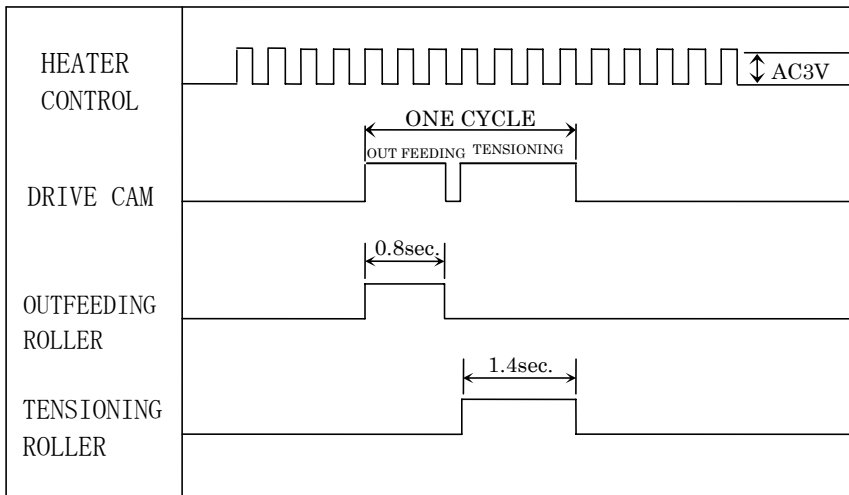 HEATER
CONTROL
AC3V
ONE CYCLE
OUT FEEDING TENSIONING
DRIVE CAM
0.8sec.
OUTFEEDING
ROLLER
1.4sec.
TENSIONING
ROLLER